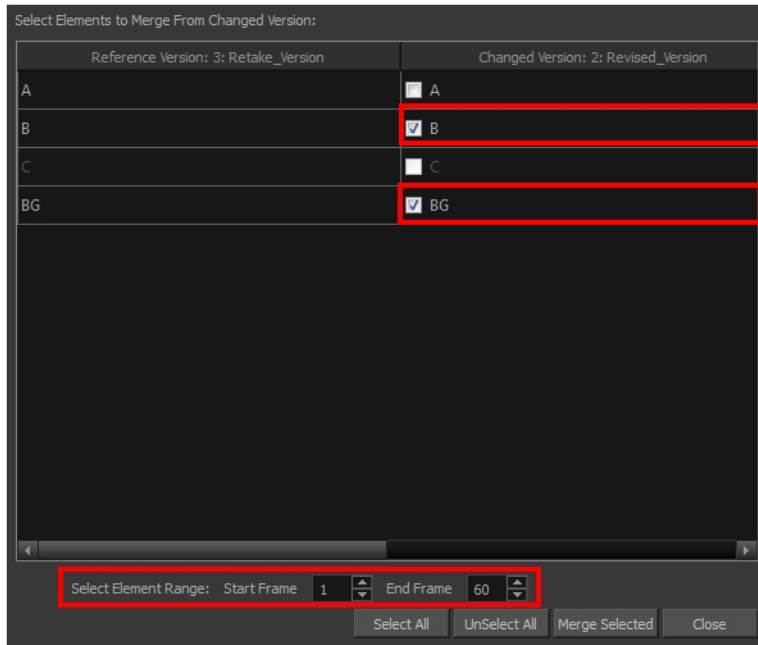 Select Elements to Merge From Changed Version:
Reference Version: 3: Retake_Version Changed Version: 2: Revised_Version
A A
B B
C C
BG BG
Select Element Range: Start Frame 1 End Frame 60
Select All UnSelect All Merge Selected Close